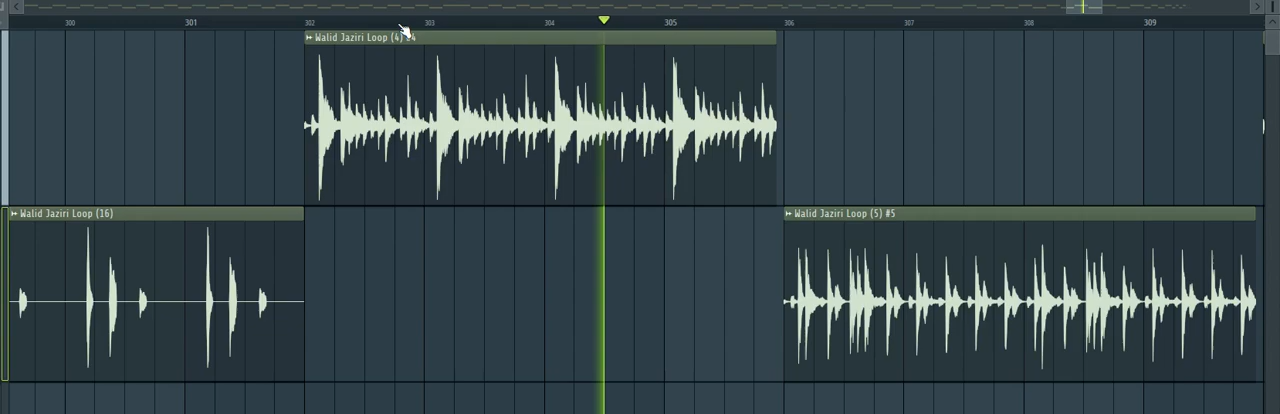 300 301 302 303 304 305 306 307 308 309
Walid Jaziri Loop (4) #4
Walid Jaziri Loop (16)
Walid Jaziri Loop (5) #5